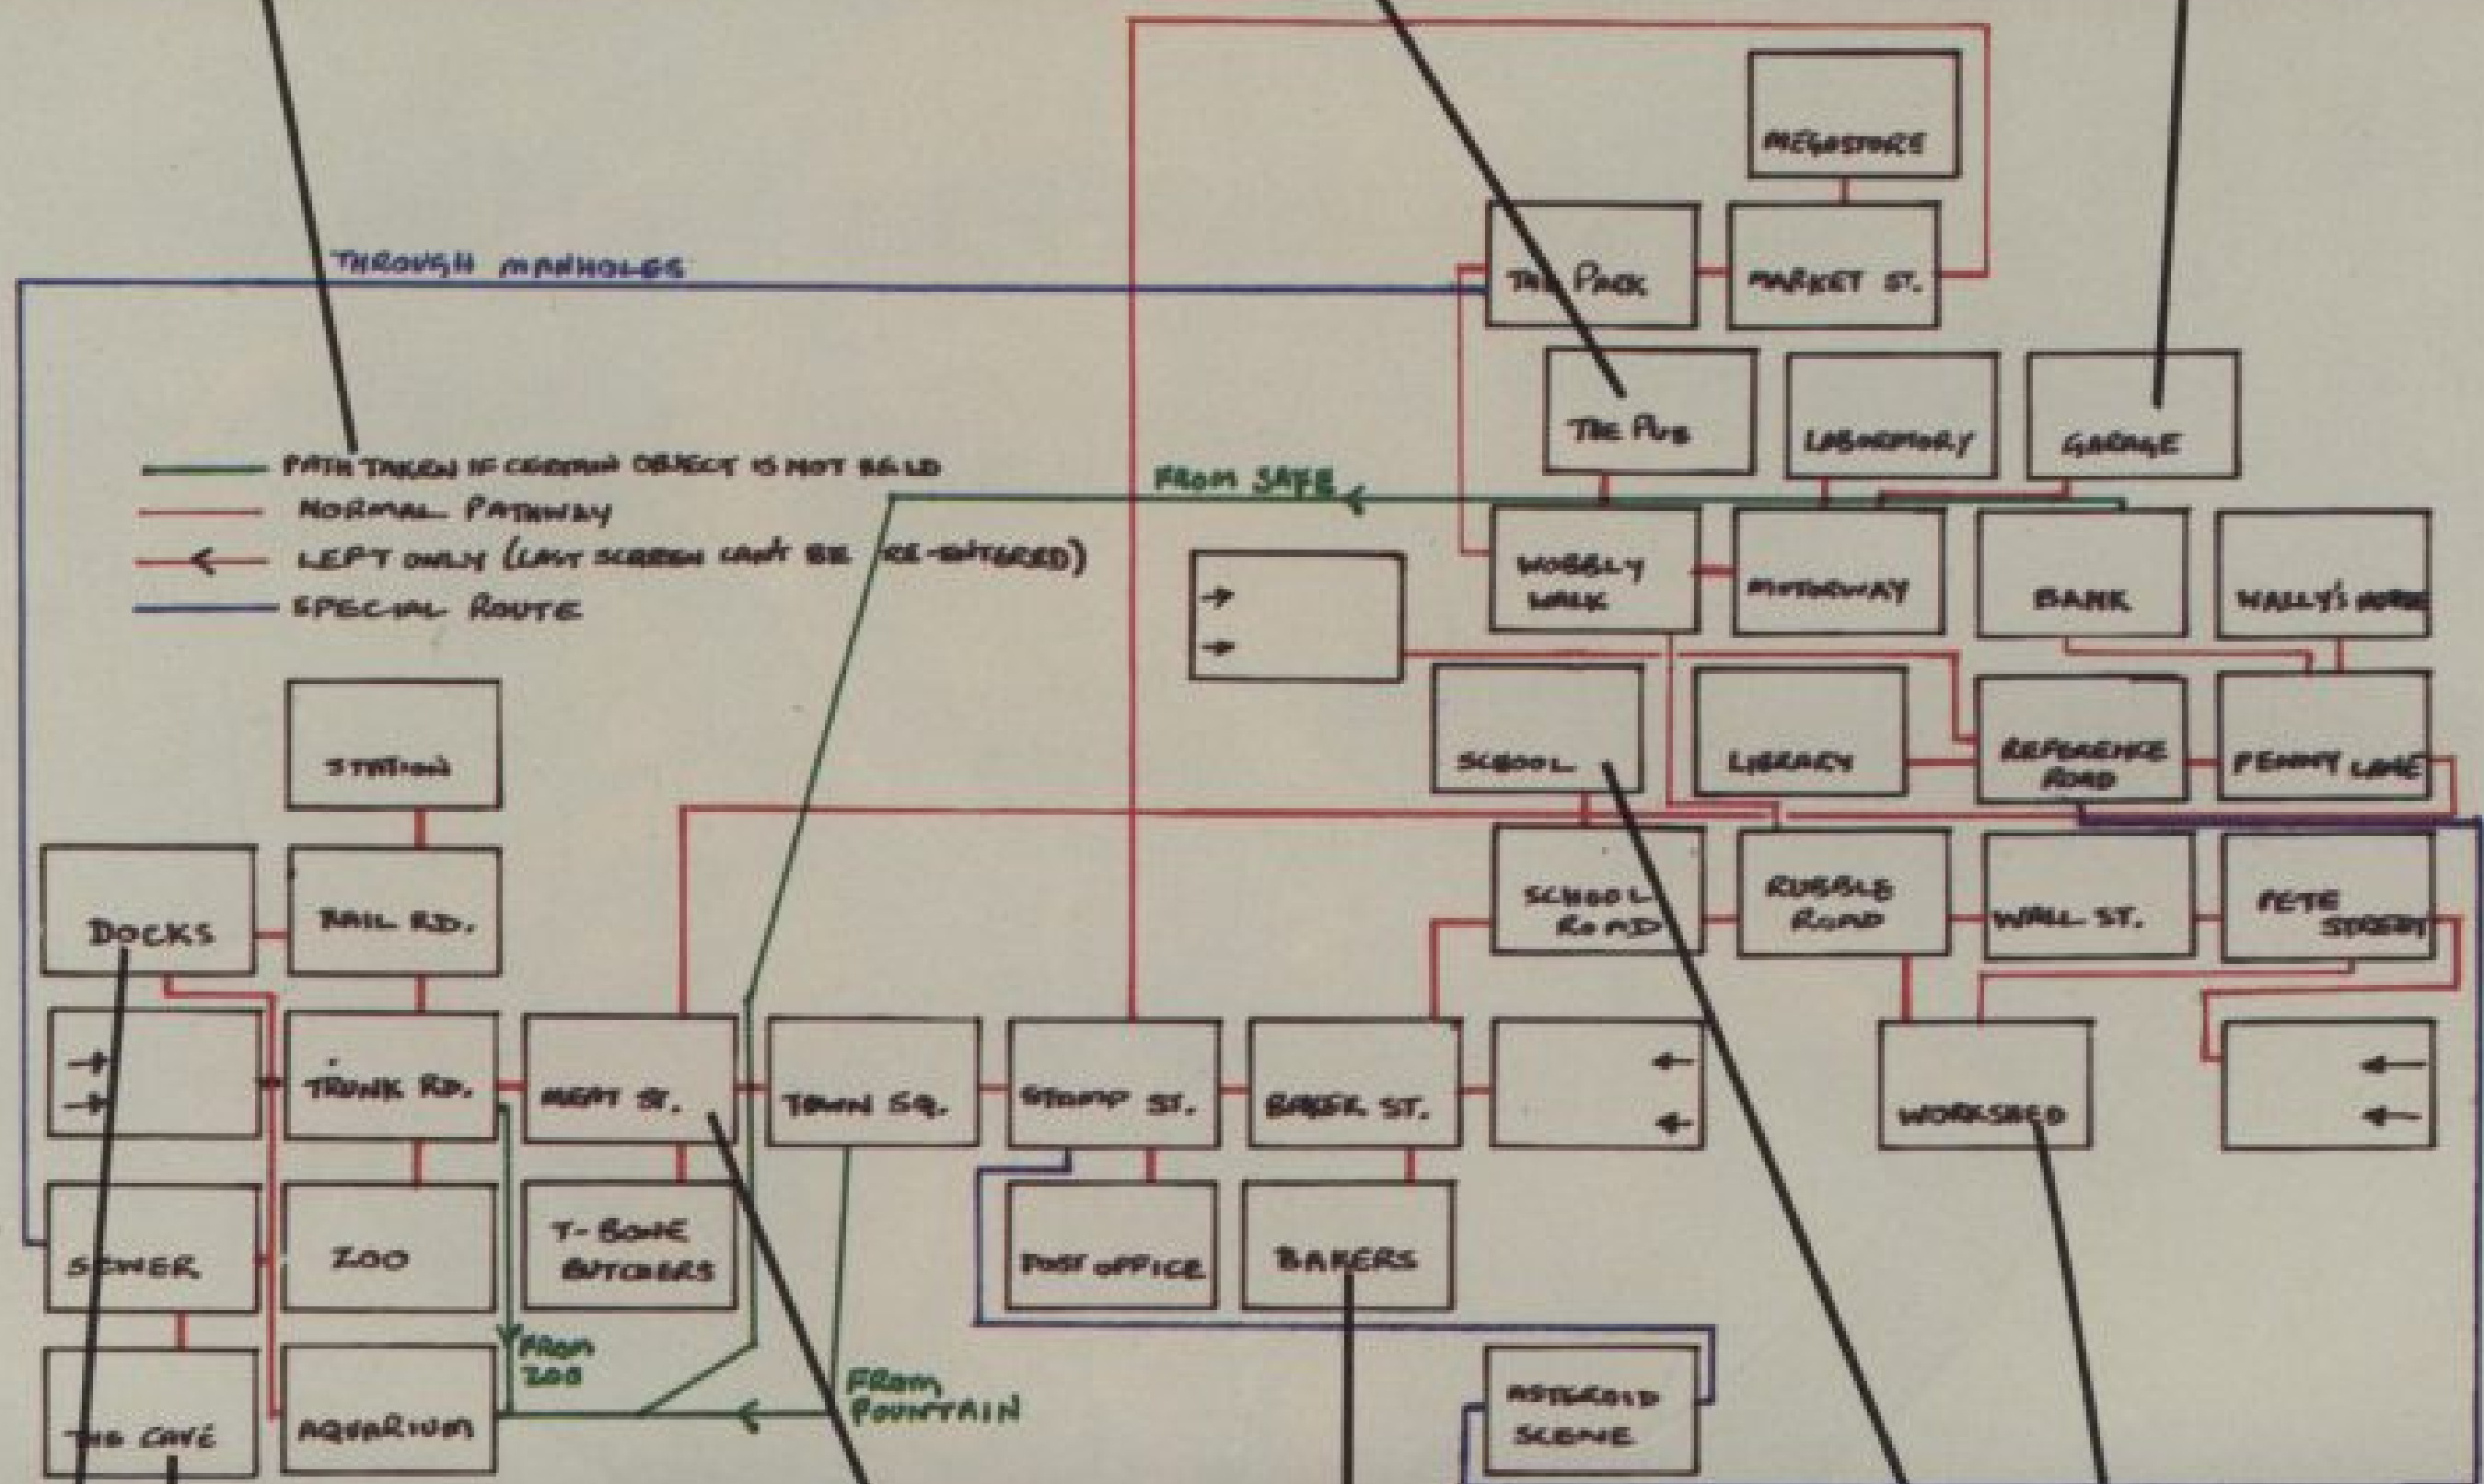 MEGASTORE
THROUGH MANHOLES
THE PARK
MARKET ST.
THE PUB
LABORATORY
GARAGE
PATH TAKEN IF CERTAIN OBJECT IS NOT HELD
FROM SAFE
NORMAL PATHWAY
LEFT ONLY (LAST SCREEN CAN'T BE RE-ENTERED)
SPECIAL ROUTE
WOBBLY
WALK
MOTORWAY
BANK
WALLY'S HOUSE
STATION
SCHOOL
LIBRARY
REFERENCE
ROAD
PENNY LANE
DOCKS
RAIL RD.
SCHOOL
ROAD
RUBBLE
ROAD
WALL ST.
PETE
STREET
TRUNK RD.
MEAT ST.
TOWN SQ.
STOMP ST.
BAKER ST.
WORKSHED
SEWER
ZOO
T-BONE
BUTCHERS
POST OFFICE
BAKERS
FROM
ZOO
FROM
FOUNTAIN
THE CAVE
AQUARIUM
ASTEROID
SCENE